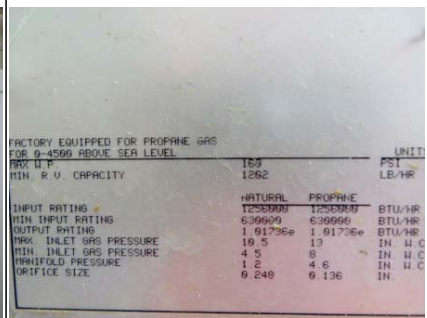 FACTORY EQUIPPED FOR PROPANE GAS
FOR 0-4500 ABOVE SEA LEVEL UNITS
MAX W.P. 160 PSI
MIN. R.V. CAPACITY 1202 LB/HR
NATURAL PROPANE
INPUT RATING 1256000 1256000 BTU/HR
MIN INPUT RATING 630000 630000 BTU/HR
OUTPUT RATING 1.01736e 1.01736e BTU/HR
MAX. INLET GAS PRESSURE 10.5 13 IN. W.C
MIN. INLET GAS PRESSURE 4.5 8 IN. W.C
MANIFOLD PRESSURE 1.2 4.6 IN. W.C
ORIFICE SIZE 0.248 0.136 IN.